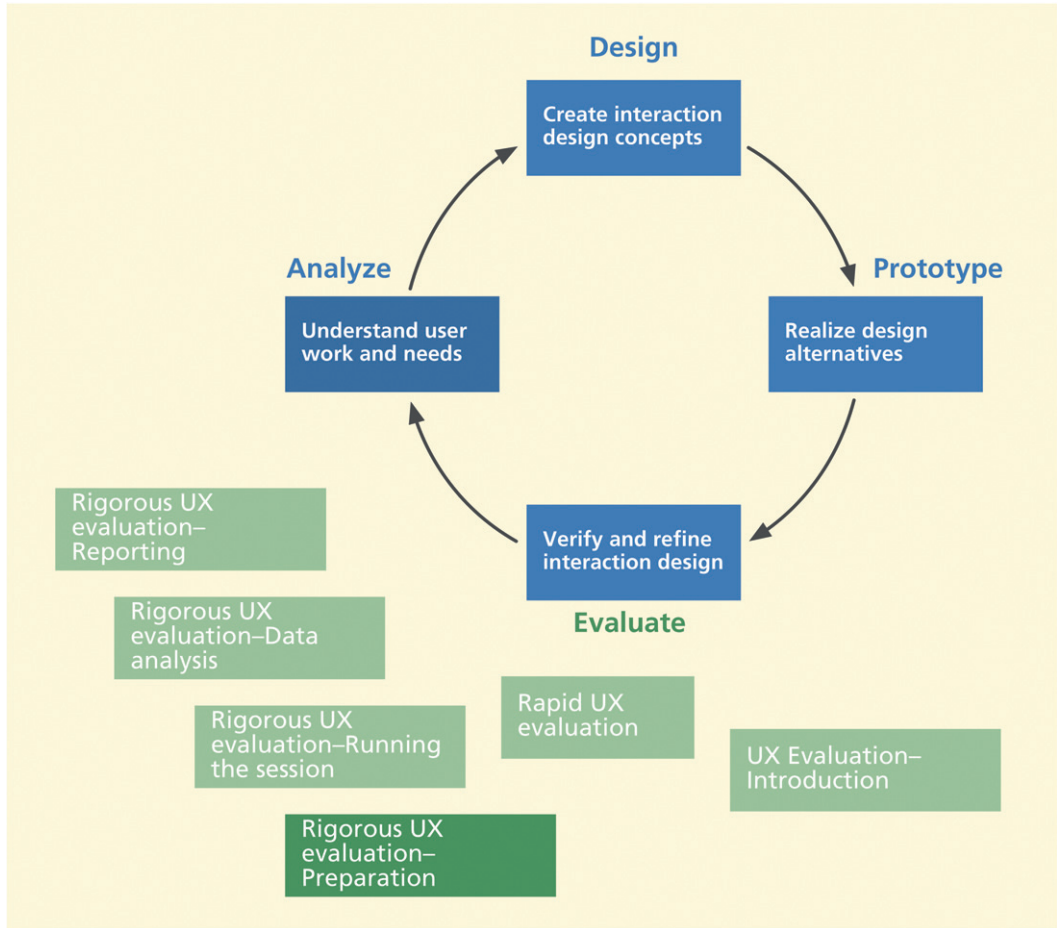 Design
Create interaction
design concepts
Analyze
Prototype
Understand user
work and needs
Realize design
alternatives
Verify and refine
interaction design
Evaluate
Rigorous UX
evaluation–
Reporting
Rigorous UX
evaluation–Data
analysis
Rigorous UX
evaluation–Running
the session
Rigorous UX
evaluation–
Preparation
Rapid UX
evaluation
UX Evaluation–
Introduction